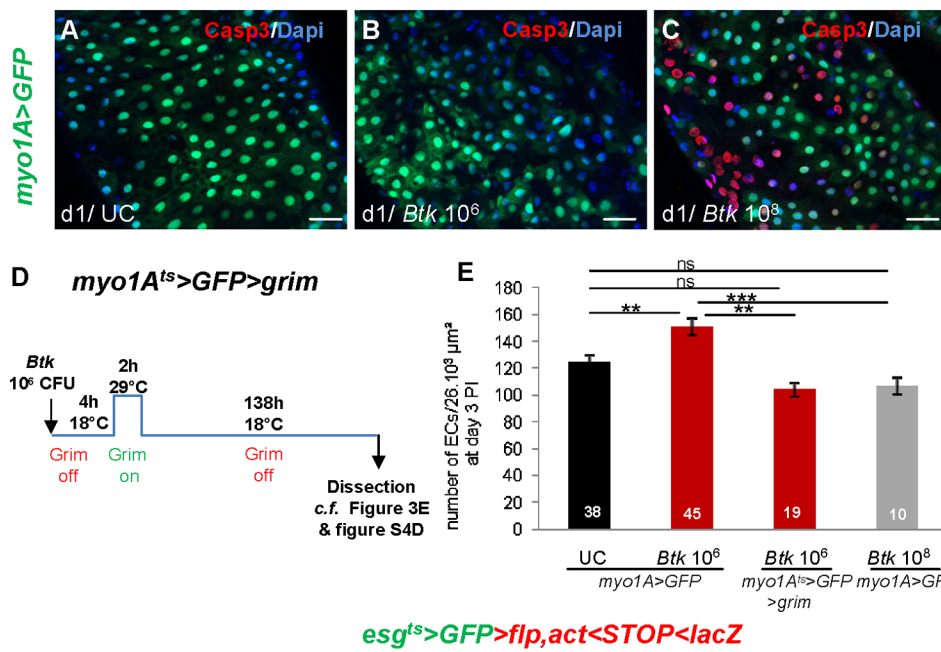 myo1A>GFP
A
Casp3/Dapi
d1/ UC
B
Casp3/Dapi
d1/ Btk 10⁶
C
Casp3/Dapi
d1/ Btk 10⁸
D
myo1Aᵗˢ>GFP>grim
Btk
10⁶ CFU
4h
18°C
2h
29°C
138h
18°C
Grim
off
Grim
on
Grim
off
Dissection
c.f. Figure 3E
& figure S4D
E
number of ECs/26.10³ µm²
at day 3 PI
180
160
140
120
100
80
60
40
20
0
ns
ns
***
**
**
38
45
19
10
UC
Btk 10⁶
Btk 10⁶
Btk 10⁸
myo1A>GFP
myo1Aᵗˢ>GFP
>grim
myo1A>GF
esgᵗˢ>GFP>flp,act<STOP<lacZ